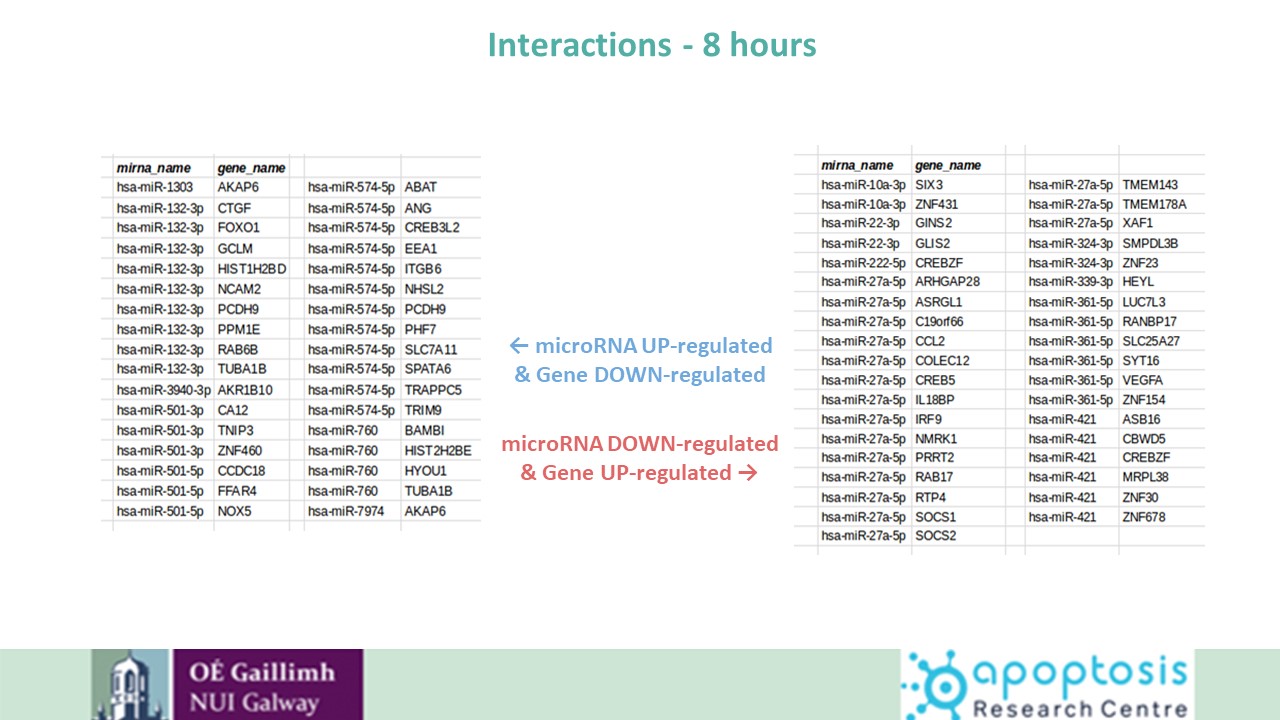 Interactions - 8 hours
mirna_name gene_name
hsa-miR-1303 AKAP6 hsa-miR-574-5p ABAT
hsa-miR-132-3p CTGF hsa-miR-574-5p ANG
hsa-miR-132-3p FOXO1 hsa-miR-574-5p CREB3L2
hsa-miR-132-3p GCLM hsa-miR-574-5p EEA1
hsa-miR-132-3p HIST1H2BD hsa-miR-574-5p ITGB6
hsa-miR-132-3p NCAM2 hsa-miR-574-5p NHSL2
hsa-miR-132-3p PCDH9 hsa-miR-574-5p PCDH9
hsa-miR-132-3p PPM1E hsa-miR-574-5p PHF7
hsa-miR-132-3p RAB6B hsa-miR-574-5p SLC7A11
hsa-miR-132-3p TUBA1B hsa-miR-574-5p SPATA6
hsa-miR-3940-3p AKR1B10 hsa-miR-574-5p TRAPPC5
hsa-miR-501-3p CA12 hsa-miR-574-5p TRIM9
hsa-miR-501-3p TNIP3 hsa-miR-760 BAMBI
hsa-miR-501-3p ZNF460 hsa-miR-760 HIST2H2BE
hsa-miR-501-5p CCDC18 hsa-miR-760 HYOU1
hsa-miR-501-5p FFAR4 hsa-miR-760 TUBA1B
hsa-miR-501-5p NOX5 hsa-miR-7974 AKAP6
← microRNA UP-regulated
& Gene DOWN-regulated
microRNA DOWN-regulated
& Gene UP-regulated →
mirna_name gene_name
hsa-miR-10a-3p SIX3 hsa-miR-27a-5p TMEM143
hsa-miR-10a-3p ZNF431 hsa-miR-27a-5p TMEM178A
hsa-miR-22-3p GINS2 hsa-miR-27a-5p XAF1
hsa-miR-22-3p GLIS2 hsa-miR-324-3p SMPDL3B
hsa-miR-222-5p CREBZF hsa-miR-324-3p ZNF23
hsa-miR-27a-5p ARHGAP28 hsa-miR-339-3p HEYL
hsa-miR-27a-5p ASRGL1 hsa-miR-361-5p LUC7L3
hsa-miR-27a-5p C19orf66 hsa-miR-361-5p RANBP17
hsa-miR-27a-5p CCL2 hsa-miR-361-5p SLC25A27
hsa-miR-27a-5p COLEC12 hsa-miR-361-5p SYT16
hsa-miR-27a-5p CREB5 hsa-miR-361-5p VEGFA
hsa-miR-27a-5p IL18BP hsa-miR-361-5p ZNF154
hsa-miR-27a-5p IRF9 hsa-miR-421 ASB16
hsa-miR-27a-5p NMRK1 hsa-miR-421 CBWD5
hsa-miR-27a-5p PRRT2 hsa-miR-421 CREBZF
hsa-miR-27a-5p RAB17 hsa-miR-421 MRPL38
hsa-miR-27a-5p RTP4 hsa-miR-421 ZNF30
hsa-miR-27a-5p SOCS1 hsa-miR-421 ZNF678
hsa-miR-27a-5p SOCS2
OÉ Gaillimh
NUI Galway
apoptosis
Research Centre